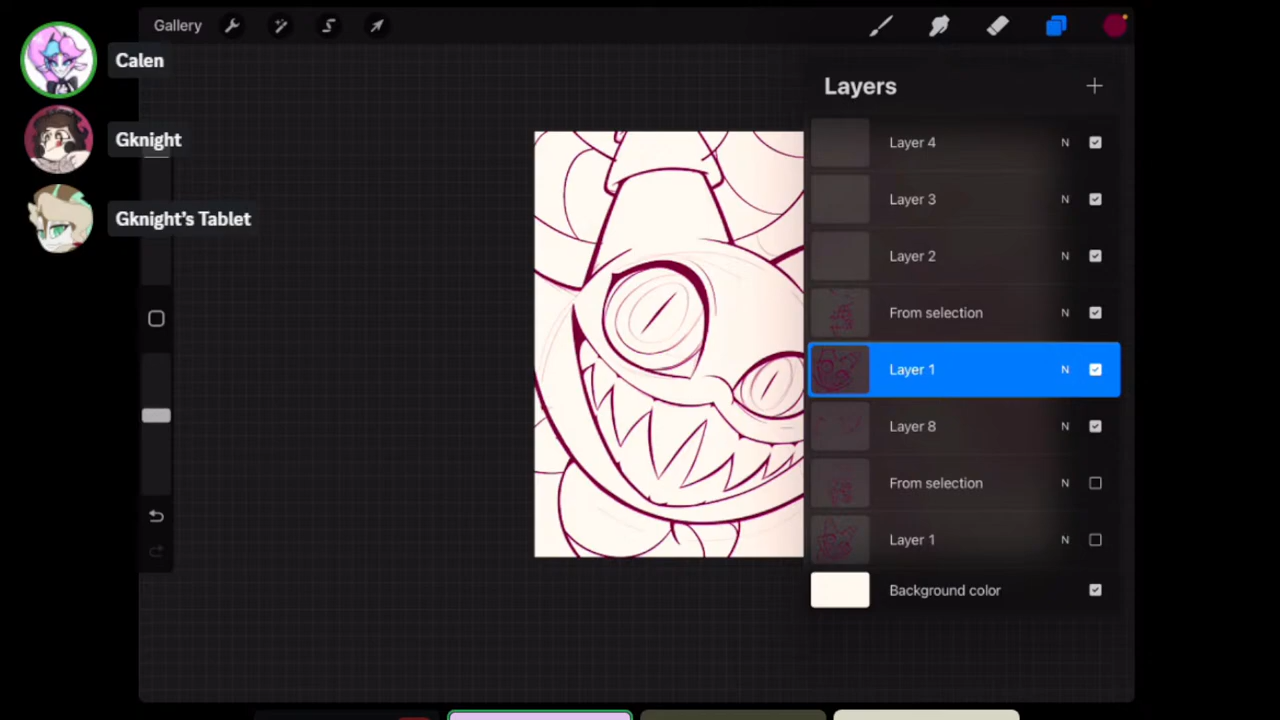 Gallery
Calen
Gknight
Gknight's Tablet
Layers
Layer 4
N
Layer 3
N
Layer 2
N
From selection
N
Layer 1
N
Layer 8
N
From selection
N
Layer 1
N
Background color